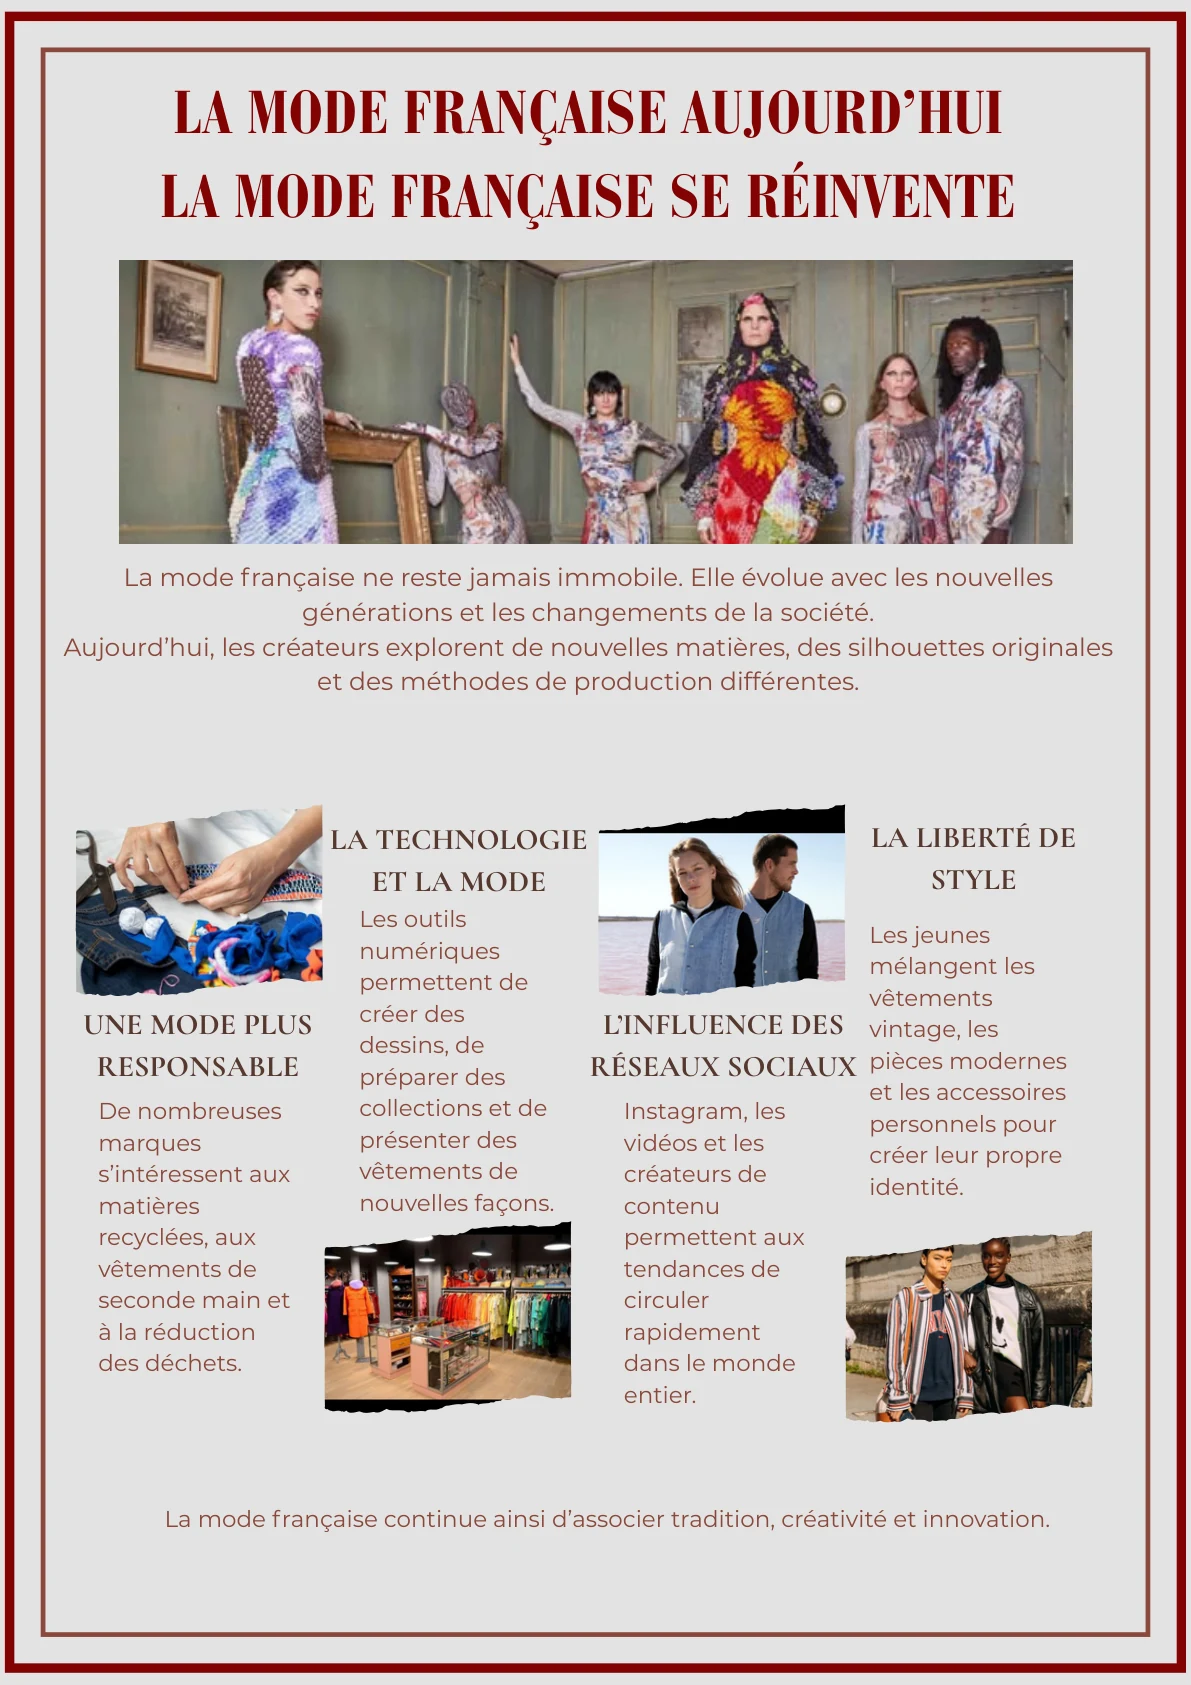 LA MODE FRANÇAISE AUJOURD’HUI
LA MODE FRANÇAISE SE RÉINVENTE
La mode française ne reste jamais immobile. Elle évolue avec les nouvelles
générations et les changements de la société.
Aujourd’hui, les créateurs explorent de nouvelles matières, des silhouettes originales
et des méthodes de production différentes.
UNE MODE PLUS
RESPONSABLE
De nombreuses
marques
s’intéressent aux
matières
recyclées, aux
vêtements de
seconde main et
à la réduction
des déchets.
LA TECHNOLOGIE
ET LA MODE
Les outils
numériques
permettent de
créer des
dessins, de
préparer des
collections et de
présenter des
vêtements de
nouvelles façons.
L’INFLUENCE DES
RÉSEAUX SOCIAUX
Instagram, les
vidéos et les
créateurs de
contenu
permettent aux
tendances de
circuler
rapidement
dans le monde
entier.
LA LIBERTÉ DE
STYLE
Les jeunes
mélangent les
vêtements
vintage, les
pièces modernes
et les accessoires
personnels pour
créer leur propre
identité.
La mode française continue ainsi d’associer tradition, créativité et innovation.